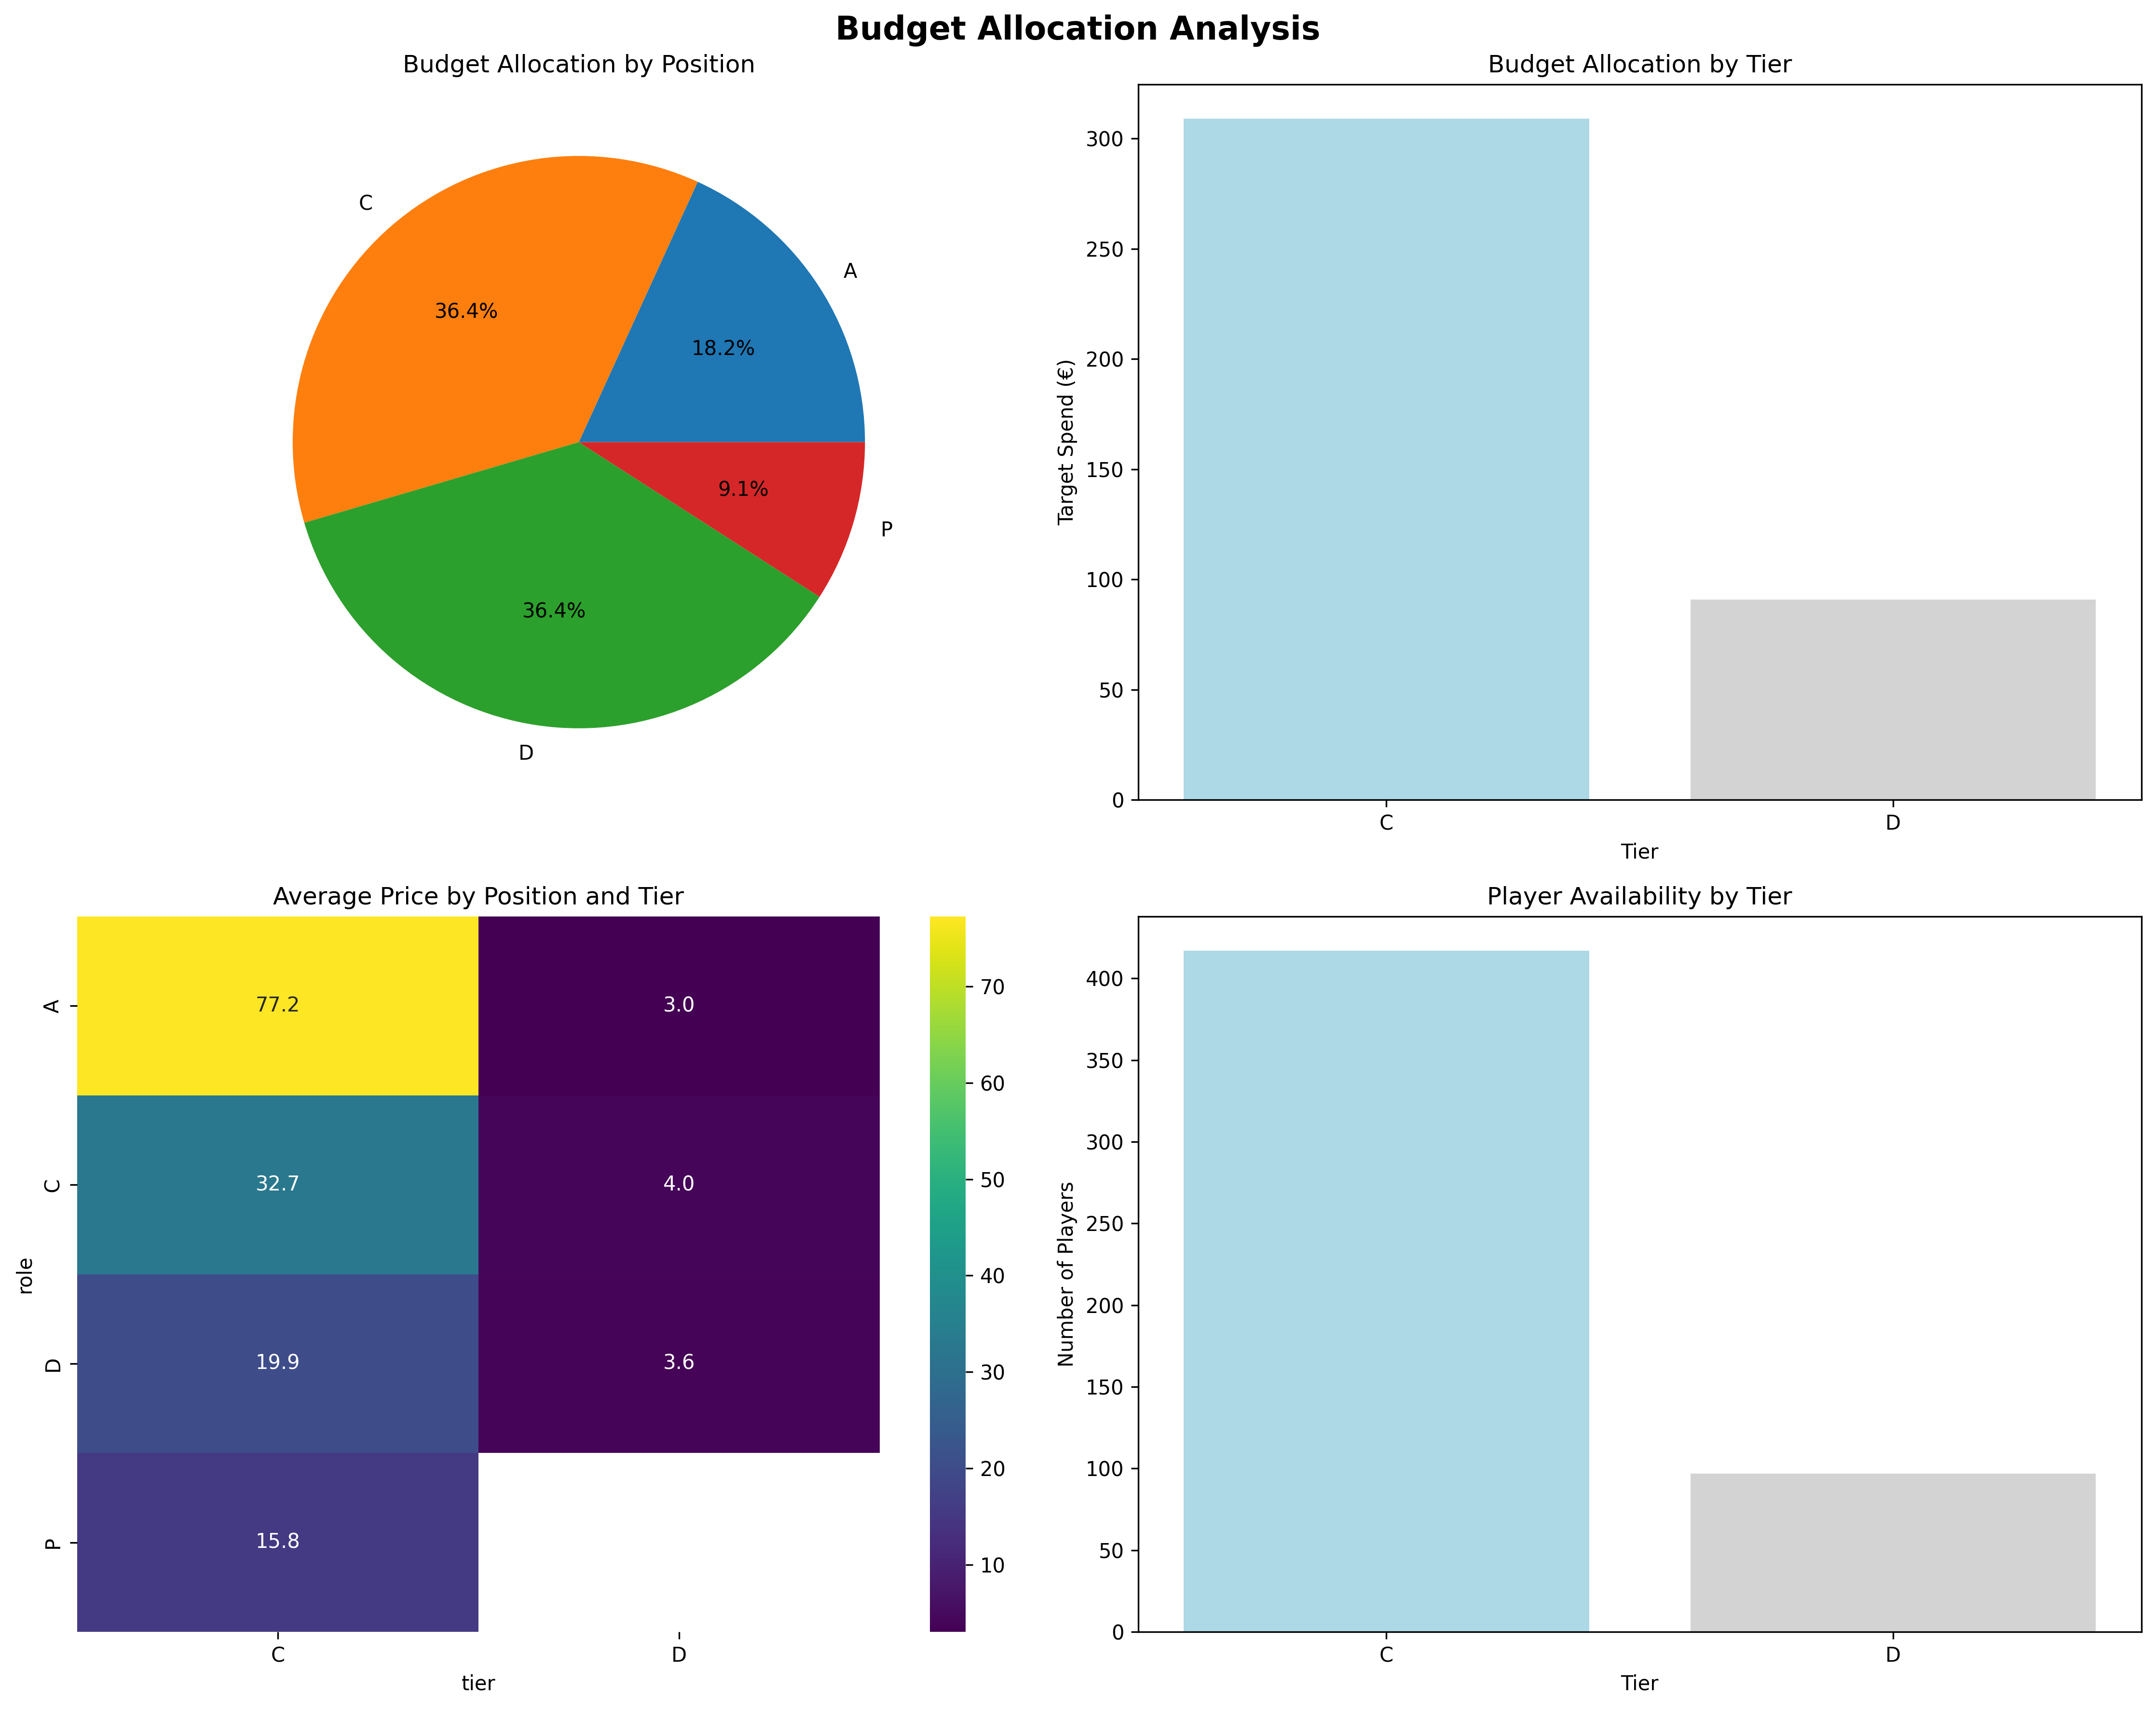 Budget Allocation Analysis
Budget Allocation by Position
A
C
D
P
18.2%
36.4%
36.4%
9.1%
Budget Allocation by Tier
Target Spend (€)
300
250
200
150
100
50
0
C
D
Tier
Average Price by Position and Tier
role
A
C
D
P
77.2
3.0
32.7
4.0
19.9
3.6
15.8
C
D
tier
70
60
50
40
30
20
10
Player Availability by Tier
Number of Players
400
350
300
250
200
150
100
50
0
C
D
Tier